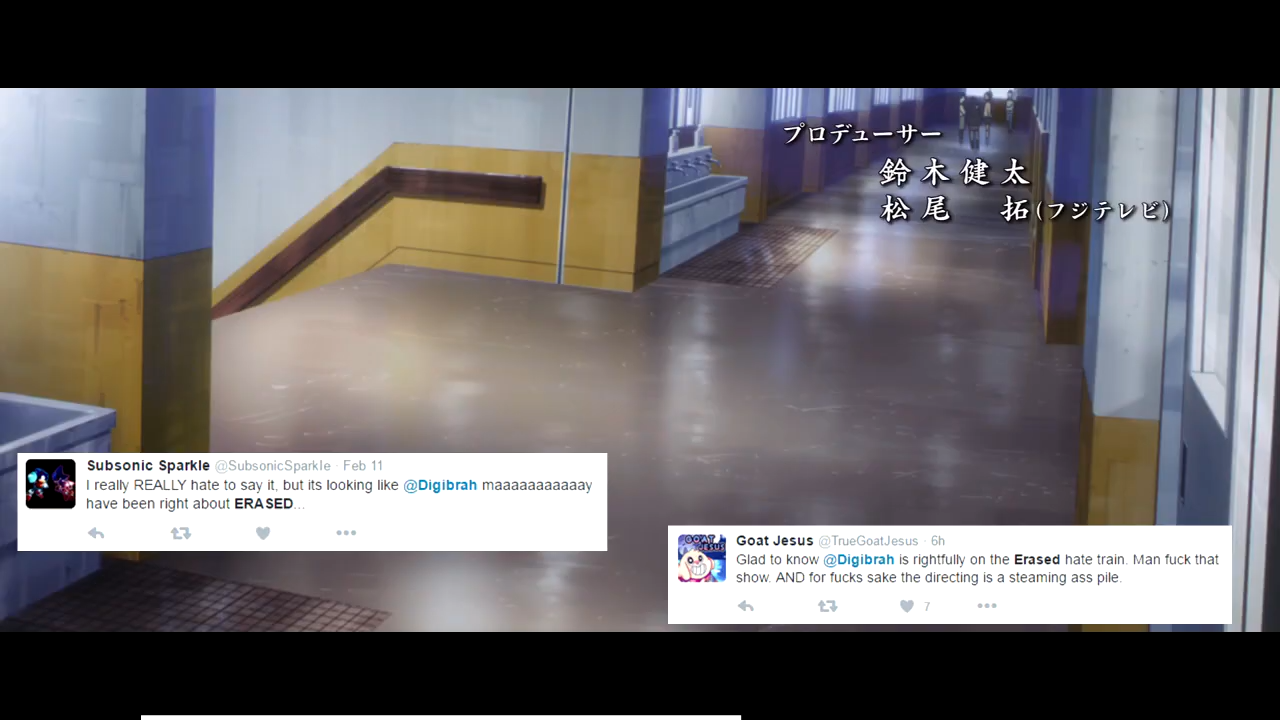 プロデューサー
鈴木健太
松尾 拓(フジテレビ)
Subsonic Sparkle @SubsonicSparkle · Feb 11
I really REALLY hate to say it, but its looking like @Digibrah maaaaaaaaaaay
have been right about ERASED...
GOAT JESUS
Goat Jesus @TrueGoatJesus · 6h
Glad to know @Digibrah is rightfully on the Erased hate train. Man fuck that
show. AND for fucks sake the directing is a steaming ass pile.
7